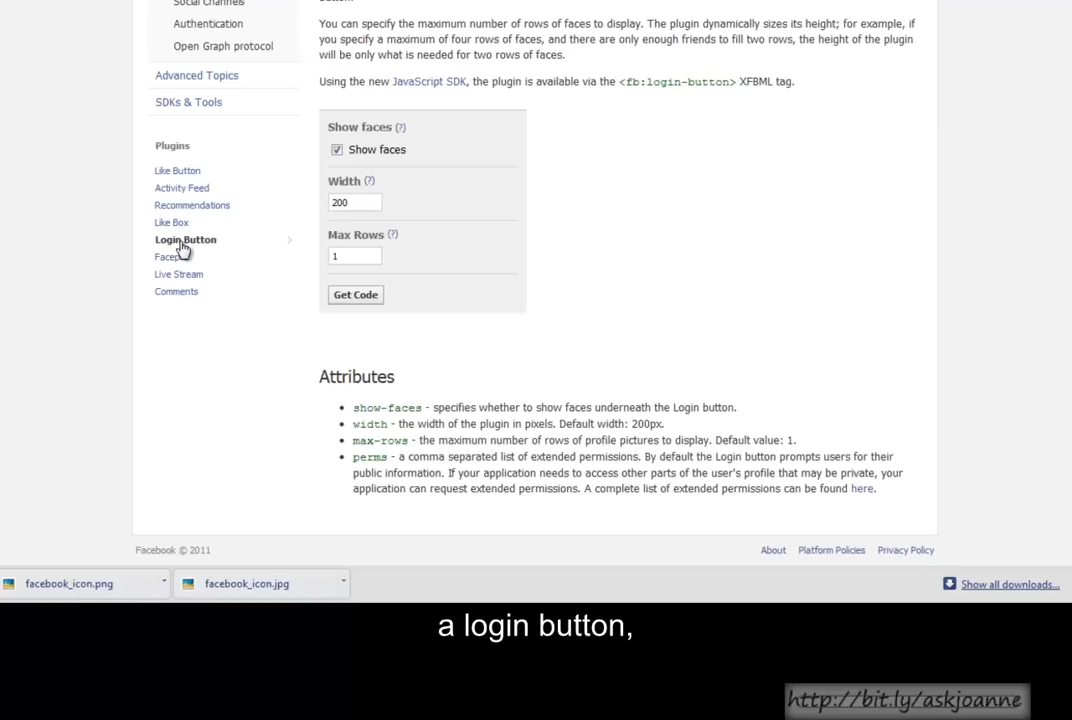 Social Channels
Authentication
Open Graph protocol
Advanced Topics
SDKs & Tools
Plugins
Like Button
Activity Feed
Recommendations
Like Box
Login Button
Live Stream
Comments
You can specify the maximum number of rows of faces to display. The plugin dynamically sizes its height; for example, if
you specify a maximum of four rows of faces, and there are only enough friends to fill two rows, the height of the plugin
will be only what is needed for two rows of faces.
Using the new JavaScript SDK, the plugin is available via the <fb:login-button> XFBML tag.
Show faces (?)
Show faces
Width (?)
200
Max Rows (?)
1
Get Code
Attributes
• show-faces - specifies whether to show faces underneath the Login button.
• width - the width of the plugin in pixels. Default width: 200px.
• max-rows - the maximum number of rows of profile pictures to display. Default value: 1.
• perms - a comma separated list of extended permissions. By default the Login button prompts users for their
public information. If your application needs to access other parts of the user's profile that may be private, your
application can request extended permissions. A complete list of extended permissions can be found here.
Facebook © 2011
About Platform Policies Privacy Policy
facebook_icon.png
facebook_icon.jpg
Show all downloads...
a login button,
http://bit.ly/askjoanne